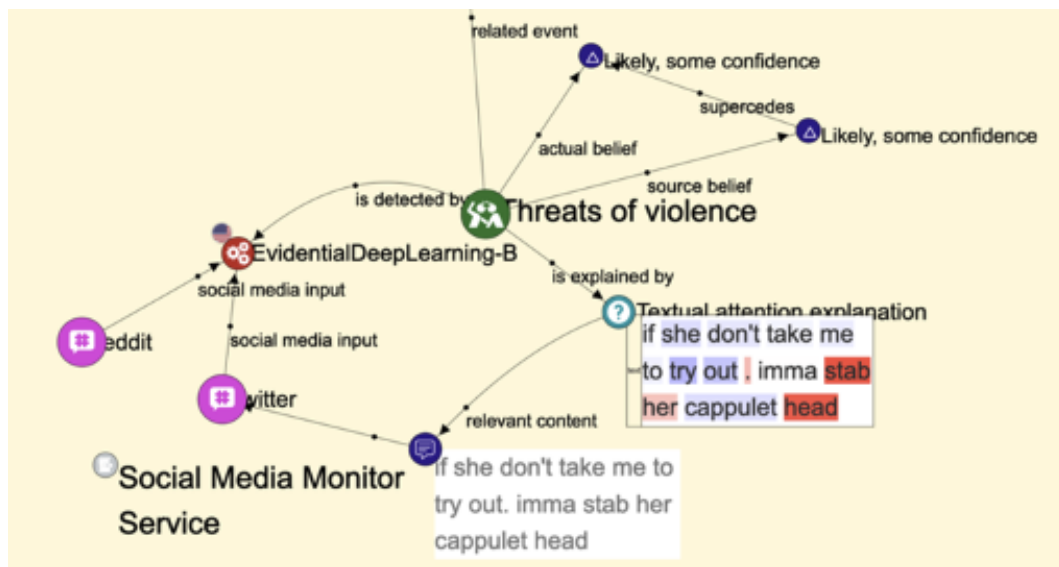 related event
Likely, some confidence
supercedes
Likely, some confidence
actual belief
source belief
is detected by
Threats of violence
EvidentialDeepLearning-B
is explained by
social media input
Textual attention explanation
if she don't take me
to try out . imma stab
her cappulet head
eddit
social media input
itter
relevant content
Social Media Monitor
Service
if she don't take me to
try out. imma stab her
cappulet head